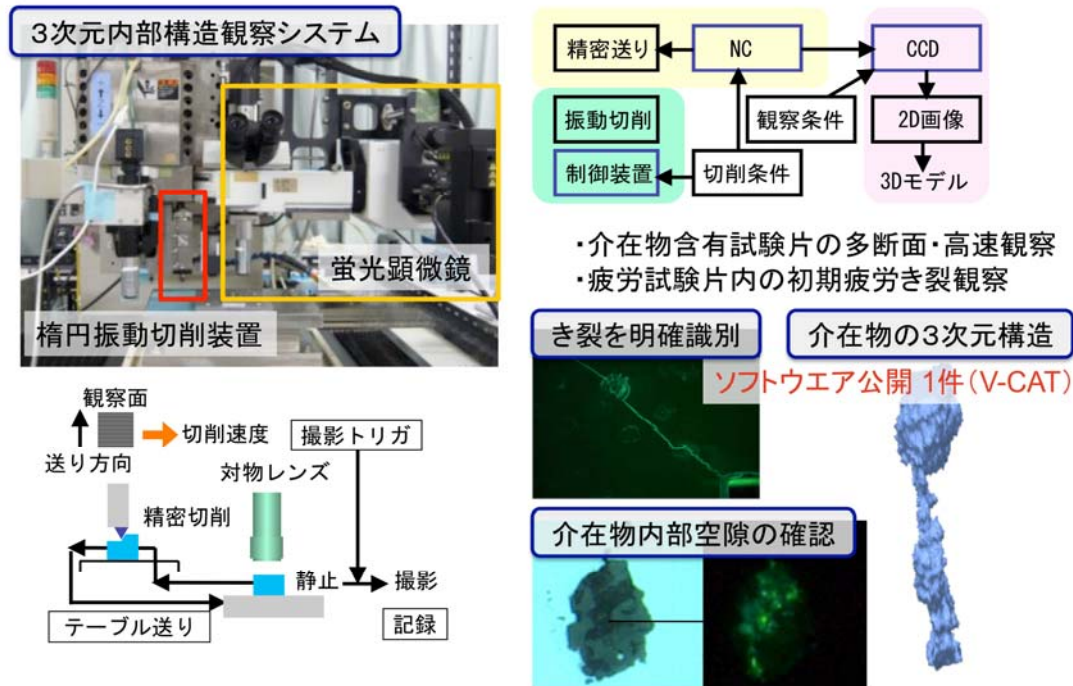 3次元内部構造観察システム
蛍光顕微鏡
楕円振動切削装置
精密送り
NC
CCD
振動切削
観察条件
2D画像
制御装置
切削条件
3Dモデル
・介在物含有試験片の多断面・高速観察
・疲労試験片内の初期疲労き裂観察
き裂を明確識別
介在物の3次元構造
ソフトウエア公開 1件(V-CAT)
介在物内部空隙の確認
観察面
切削速度
撮影トリガ
送り方向
対物レンズ
精密切削
静止
撮影
テーブル送り
記録